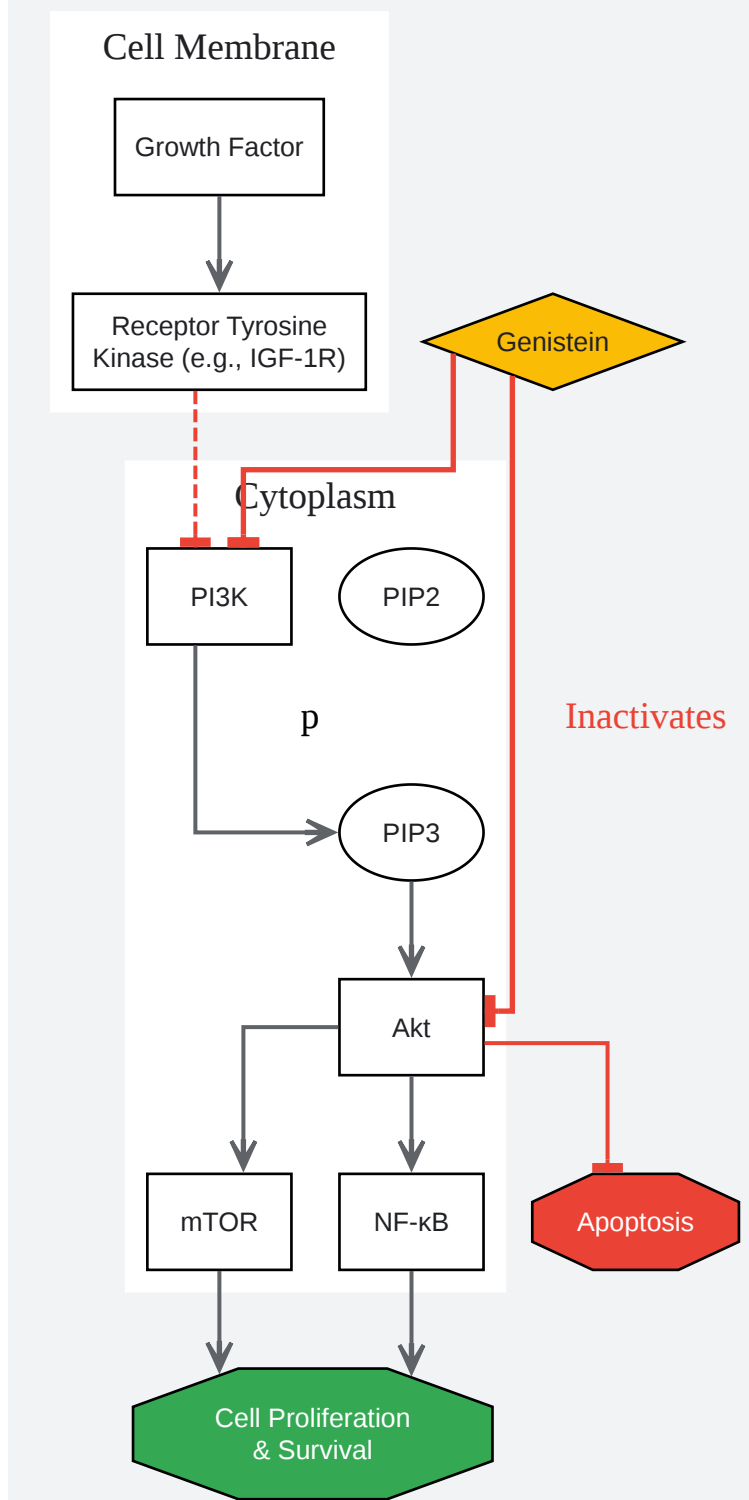 Cell Membrane
Growth Factor
Receptor Tyrosine
Kinase (e.g., IGF-1R)
Genistein
Cytoplasm
PI3K
PIP2
p
Inactivates
PIP3
Akt
mTOR
NF-κB
Apoptosis
Cell Proliferation
& Survival